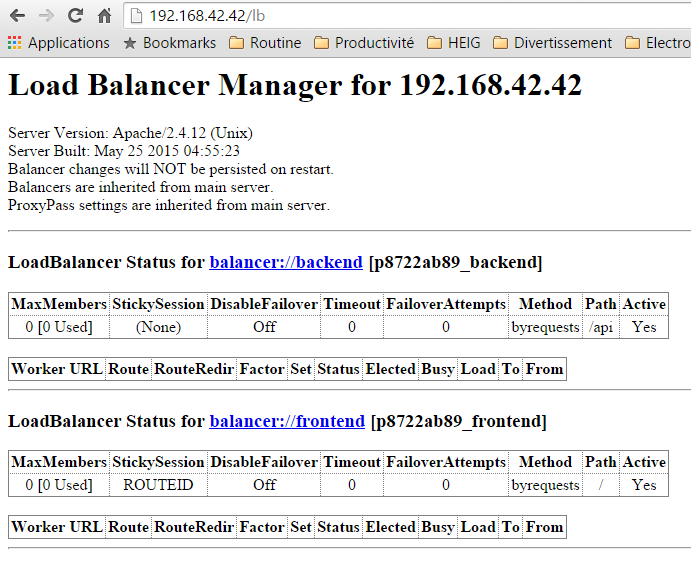 192.168.42.42/lb
Applications Bookmarks Routine Productivité HEIG Divertissement Electro
Load Balancer Manager for 192.168.42.42
Server Version: Apache/2.4.12 (Unix)
Server Built: May 25 2015 04:55:23
Balancer changes will NOT be persisted on restart.
Balancers are inherited from main server.
ProxyPass settings are inherited from main server.
LoadBalancer Status for balancer://backend [p8722ab89_backend]
MaxMembers StickySession DisableFailover Timeout FailoverAttempts Method Path Active
0 [0 Used] (None) Off 0 0 byrequests /api Yes
Worker URL Route RouteRedir Factor Set Status Elected Busy Load To From
LoadBalancer Status for balancer://frontend [p8722ab89_frontend]
MaxMembers StickySession DisableFailover Timeout FailoverAttempts Method Path Active
0 [0 Used] ROUTEID Off 0 0 byrequests / Yes
Worker URL Route RouteRedir Factor Set Status Elected Busy Load To From